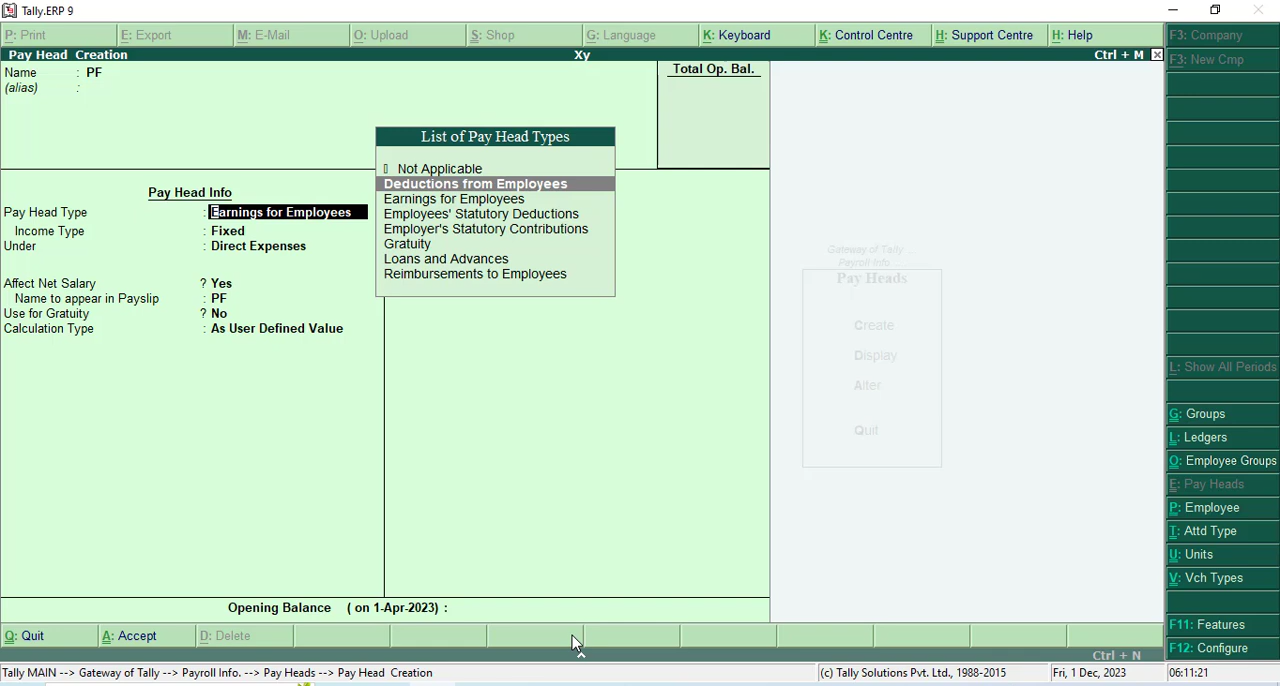 Tally.ERP 9
P: Print E: Export M: E-Mail O: Upload S: Shop G: Language K: Keyboard K: Control Centre H: Support Centre H: Help
Pay Head Creation Xy Ctrl + M
Name : PF
(alias) :
Total Op. Bal.
List of Pay Head Types
Not Applicable
Deductions from Employees
Earnings for Employees
Employees' Statutory Deductions
Employer's Statutory Contributions
Gratuity
Loans and Advances
Reimbursements to Employees
Pay Head Info
Pay Head Type : Earnings for Employees
Income Type : Fixed
Under : Direct Expenses
Affect Net Salary ? Yes
Name to appear in Payslip : PF
Use for Gratuity ? No
Calculation Type : As User Defined Value
Opening Balance ( on 1-Apr-2023) :
Gateway of Tally ...
Payroll Info. ...
Pay Heads
Create
Display
Alter
Quit
F3: Company
F3: New Cmp
L: Show All Periods
G: Groups
L: Ledgers
O: Employee Groups
E: Pay Heads
P: Employee
T: Attd Type
U: Units
V: Vch Types
F11: Features
F12: Configure
Q: Quit A: Accept D: Delete
Ctrl + N
Tally MAIN --> Gateway of Tally --> Payroll Info. --> Pay Heads --> Pay Head Creation (c) Tally Solutions Pvt. Ltd., 1988-2015 Fri, 1 Dec, 2023 06:11:21